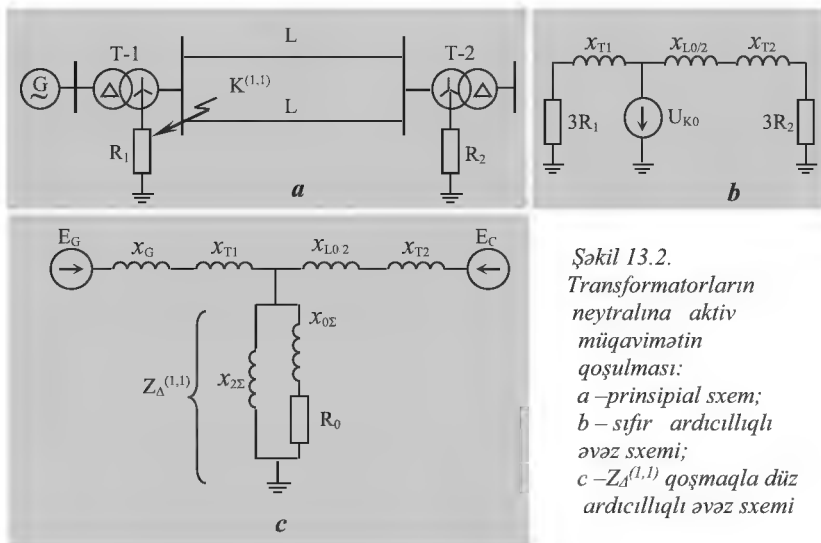 T-1
L
T-2
G
~
Δ
K(1,1)
Δ
L
R1
R2
a
xT1
xL0/2
xT2
3R1
UK0
3R2
b
EG
xG
xT1
xL0 2
xT2
EC
x0Σ
ZΔ(1,1)
x2Σ
R0
c
Şəkil 13.2.
Transformatorların
neytralına aktiv
müqavimətin
qoşulması:
a –prinsipial sxem;
b – sıfır ardıcıllıqlı
əvəz sxemi;
c –ZΔ(1,1) qoşmaqla düz
ardıcıllıqlı əvəz sxemi